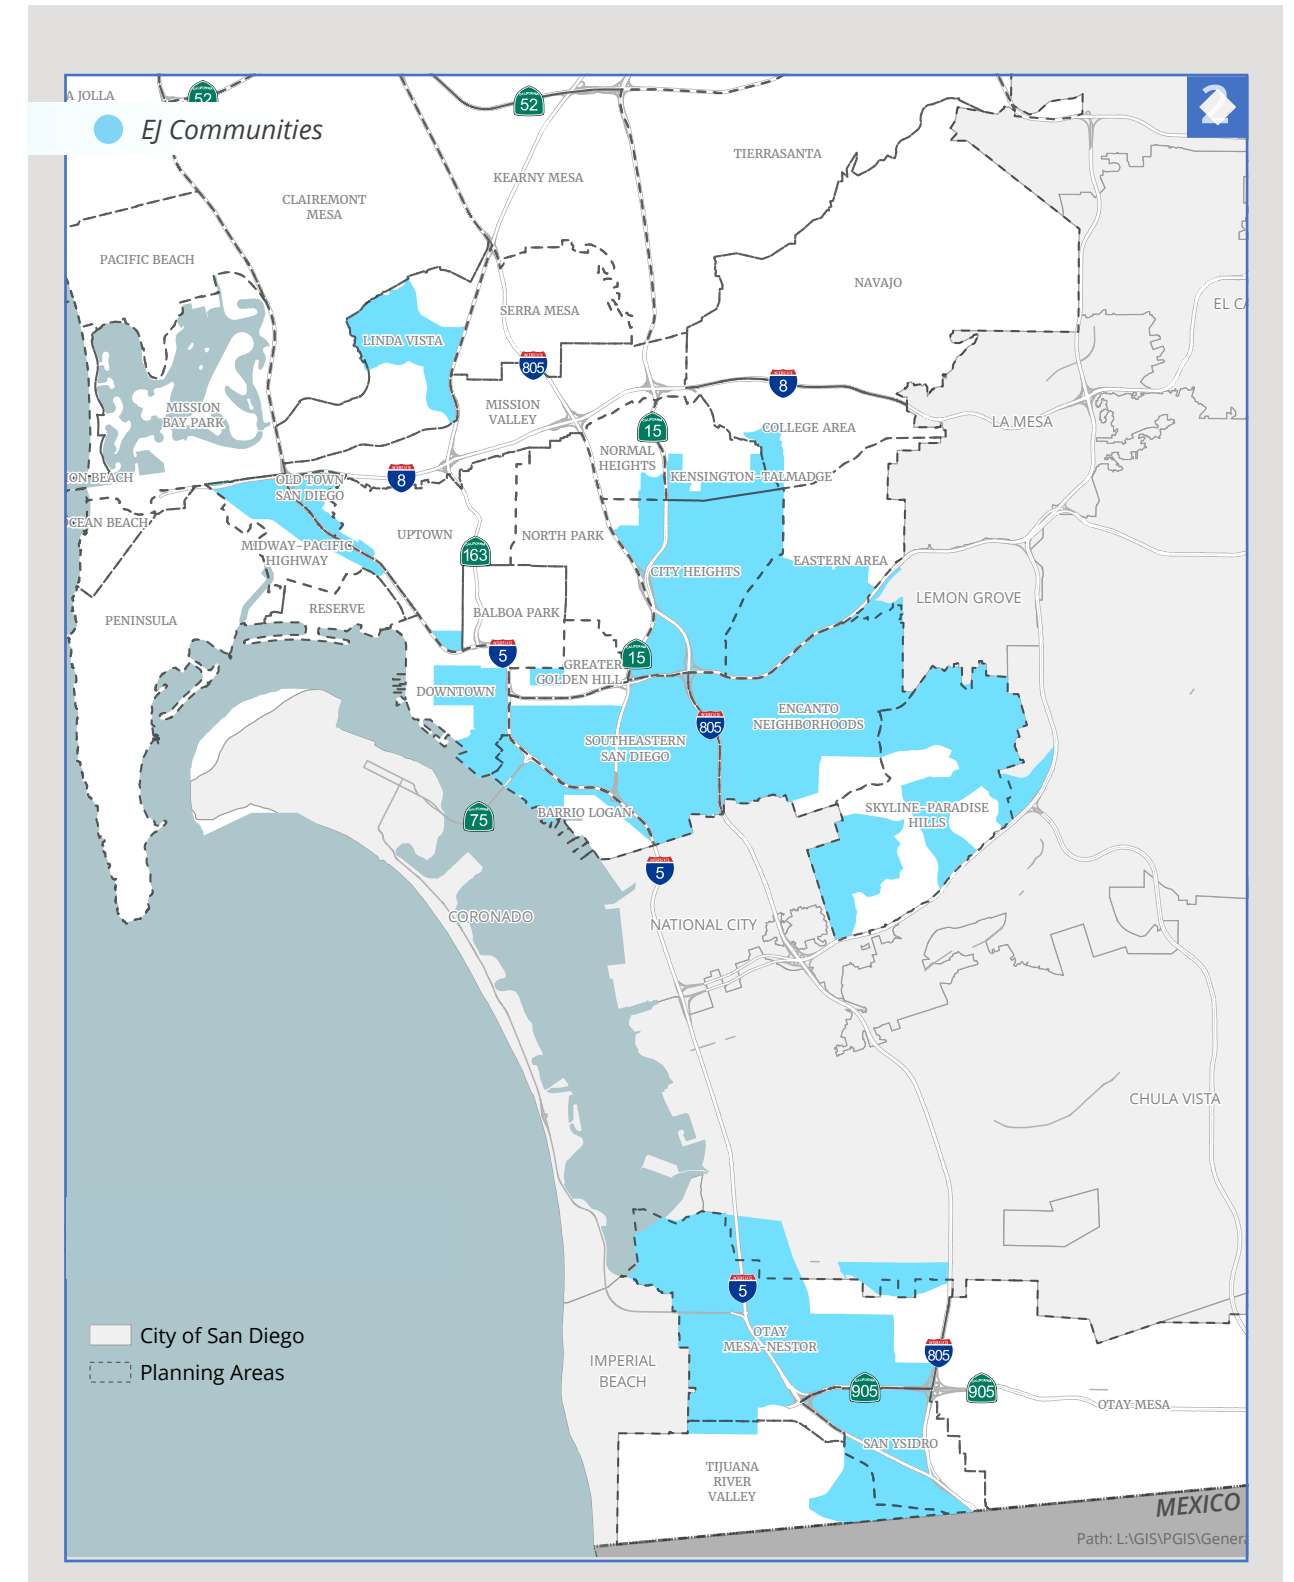 A JOLLA
52
52
2
EJ Communities
TIERRASANTA
KEARNY MESA
CLAIREMONT
MESA
PACIFIC BEACH
NAVAJO
EL CA
SERRA MESA
LINDA VISTA
805
8
MISSION
BAY PARK
MISSION
VALLEY
15
COLLEGE AREA
LA MESA
NORMAL
HEIGHTS
ION BEACH
8
OLD TOWN
SAN DIEGO
KENSINGTON-TALMADGE
CEAN BEACH
UPTOWN
NORTH PARK
163
MIDWAY-PACIFIC
HIGHWAY
CITY HEIGHTS
EASTERN AREA
LEMON GROVE
RESERVE
BALBOA PARK
PENINSULA
5
15
GREATER
GOLDEN HILL
DOWNTOWN
ENCANTO
NEIGHBORHOODS
805
SOUTHEASTERN
SAN DIEGO
75
BARRIO LOGAN
SKYLINE-PARADISE
HILLS
5
CORONADO
NATIONAL CITY
CHULA VISTA
5
City of San Diego
OTAY
MESA-NESTOR
805
Planning Areas
IMPERIAL
BEACH
905
905
OTAY MESA
SAN YSIDRO
TIJUANA
RIVER
VALLEY
MEXICO
Path: L:\GIS\PGIS\Genera